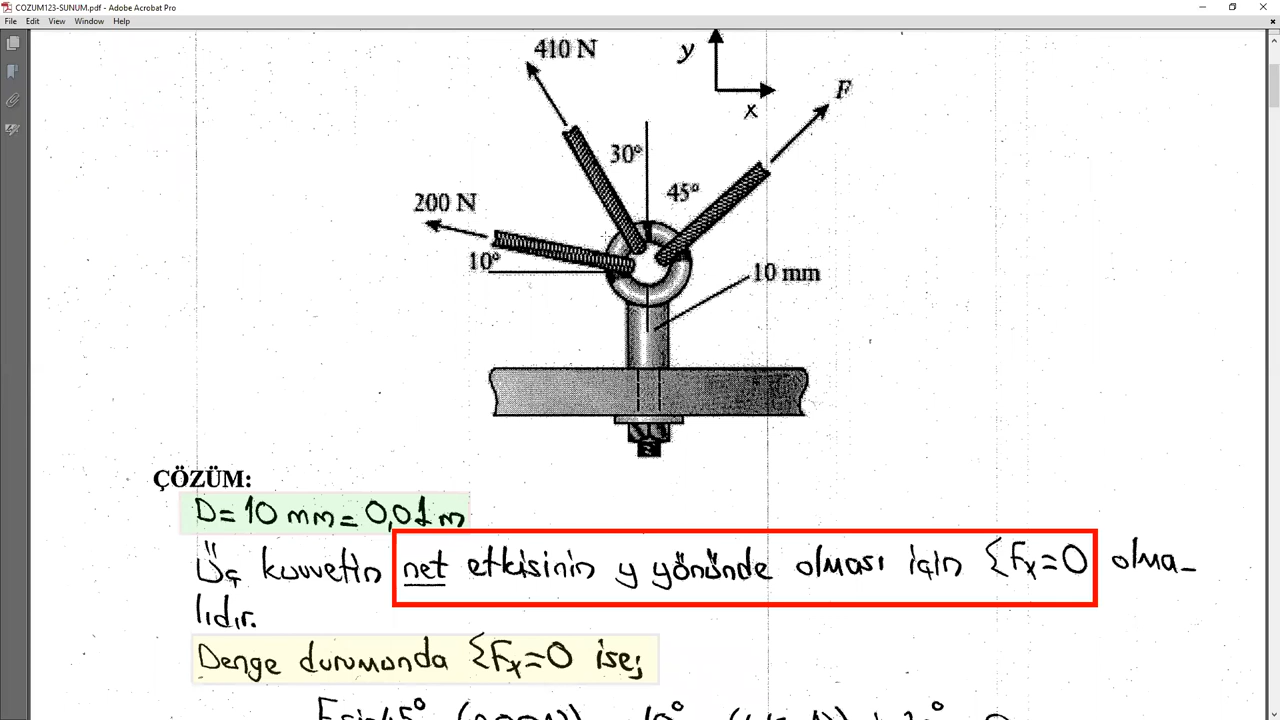 COZUM123-SUNUM.pdf - Adobe Acrobat Pro
File Edit View Window Help
410 N
y
x
F
30°
45°
200 N
10°
10 mm
ÇÖZÜM:
D= 10 mm = 0,01 m
Üç kuvvetin net etkisinin y yönünde olması için ΣFx=0 olma-
lıdır.
Denge durumunda ΣFx=0 ise;